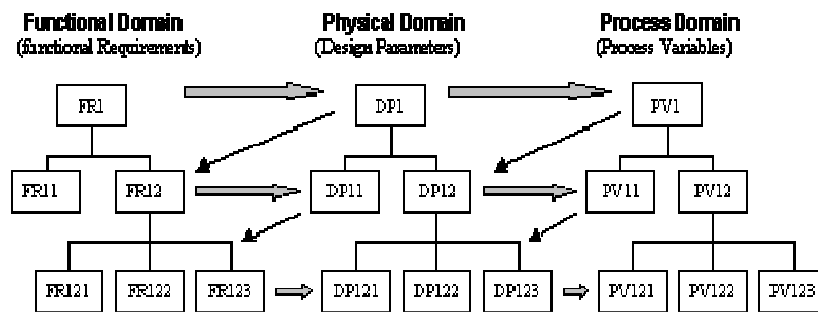 Functional Domain Physical Domain Process Domain
(functional Requirements) (Design Parameters) (Process Variables)
FR1 DP1 PV1
FR11 FR12 DP11 DP12 PV11 PV12
FR121 FR122 FR123 DP121 DP122 DP123 PV121 PV122 PV123